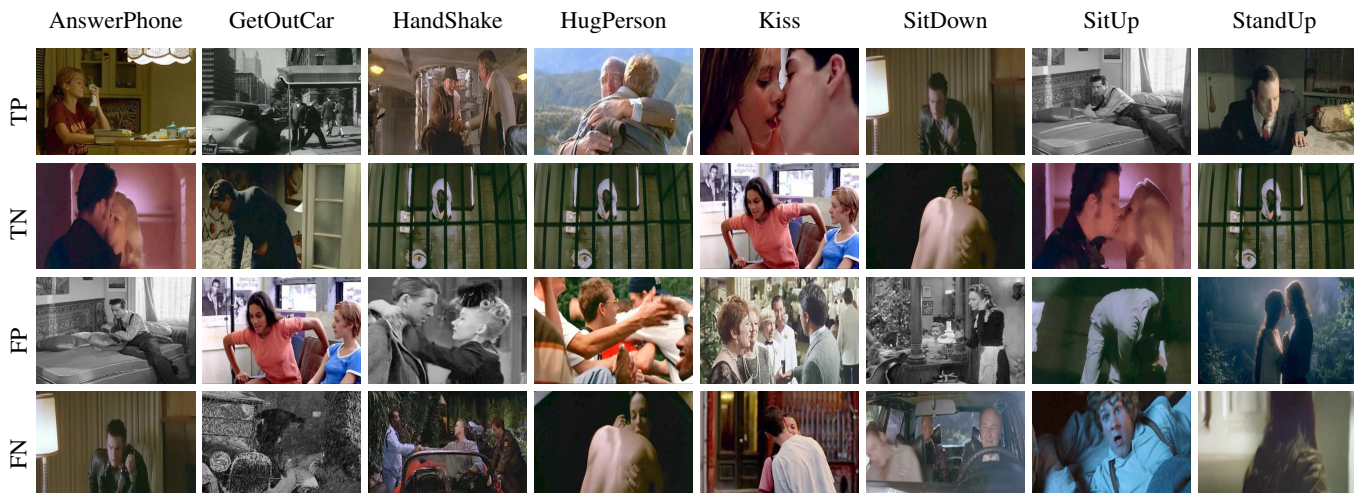 AnswerPhone GetOutCar HandShake HugPerson Kiss SitDown SitUp StandUp
TP
TN
FP
FN